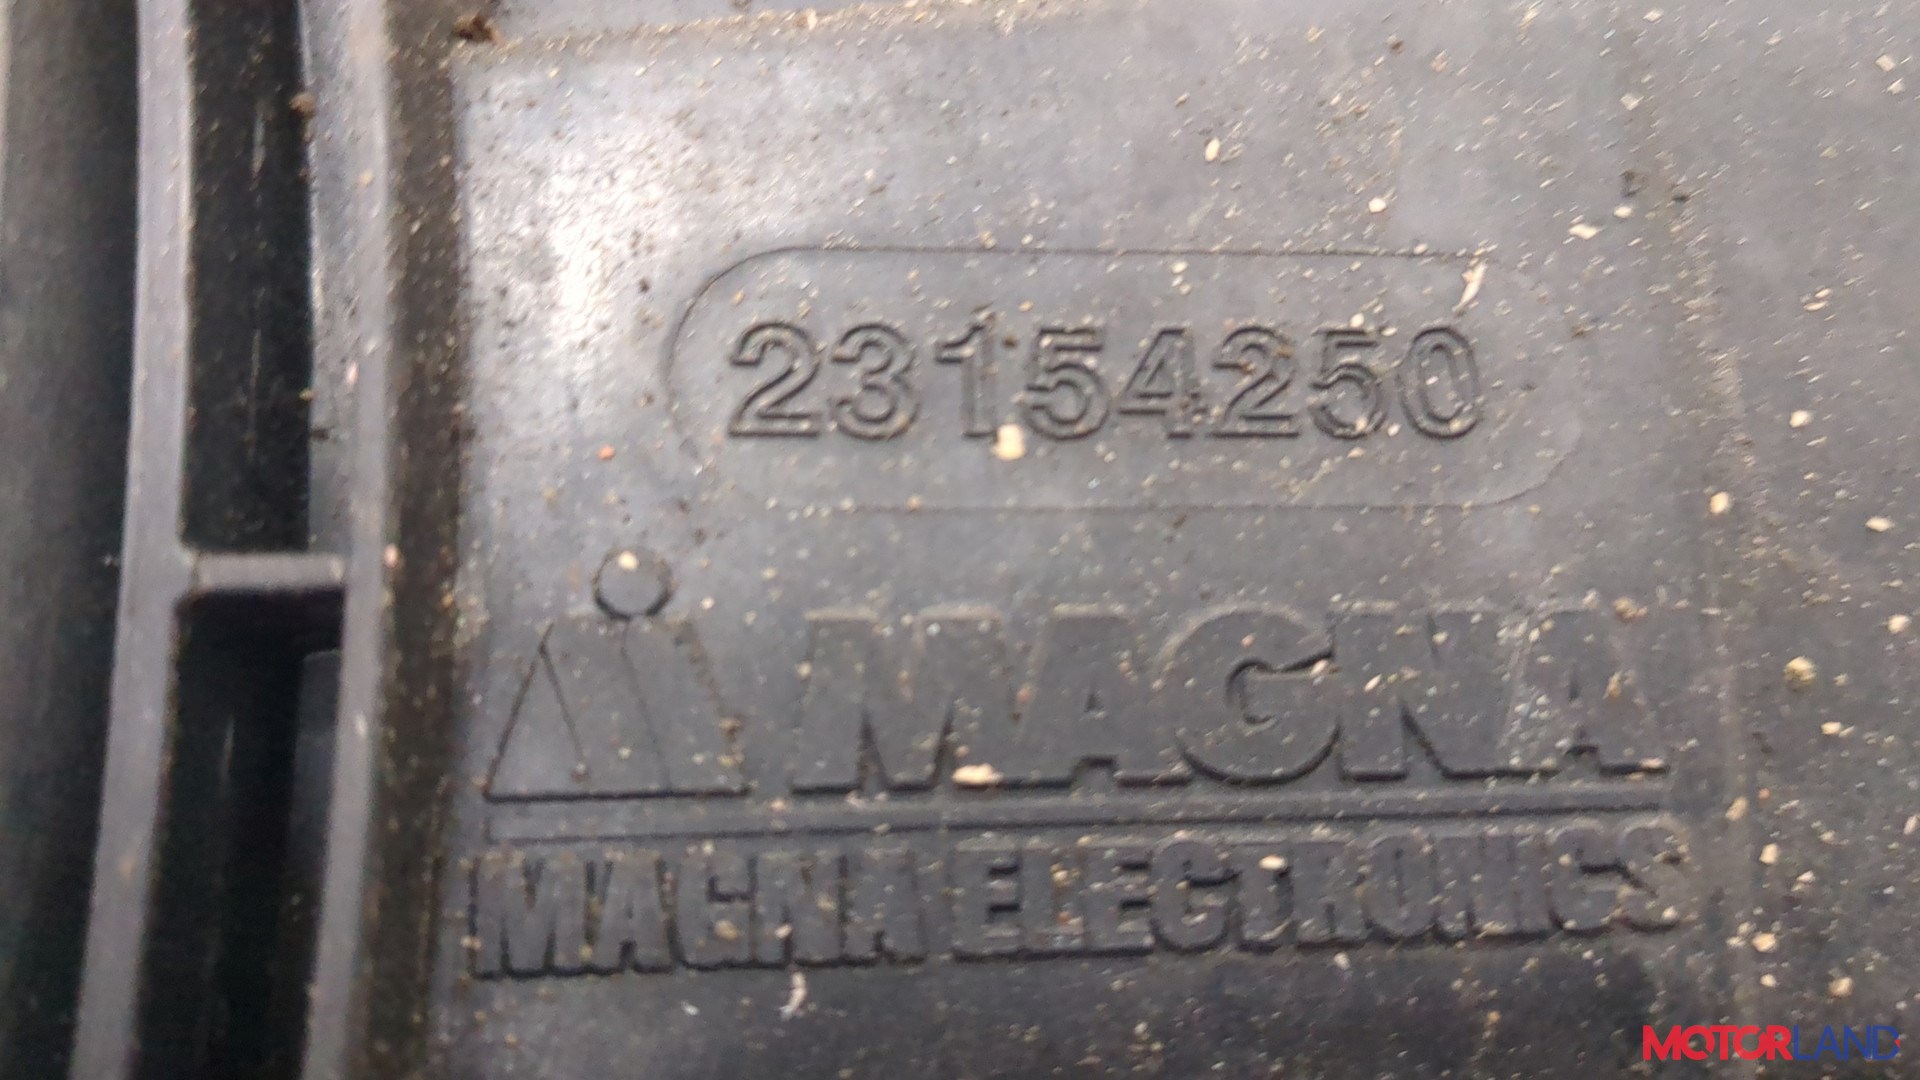 23154250
MAGNA
MAGNA ELECTRONICS
MOTORLAND